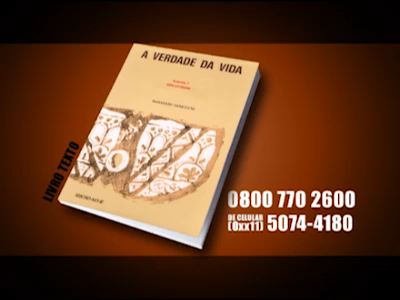 A VERDADE DA VIDA
LIVRO TEXTO
0800 770 2600
DE CELULAR
(0xx11) 5074-4180